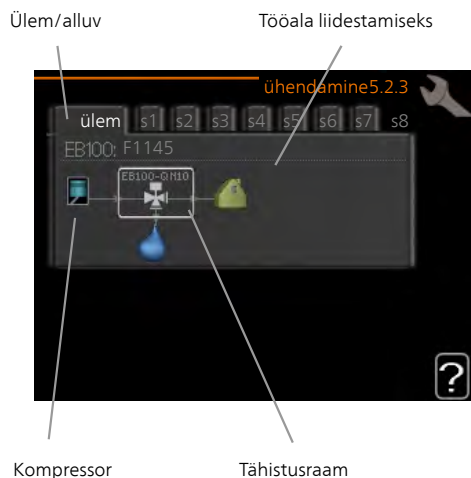 Ülem/alluv Tööala liidestamiseks
ühendamine5.2.3
ülem s1 s2 s3 s4 s5 s6 s7 s8
EB100: F1145
EB100-QM10
?
Kompressor Tähistusraam